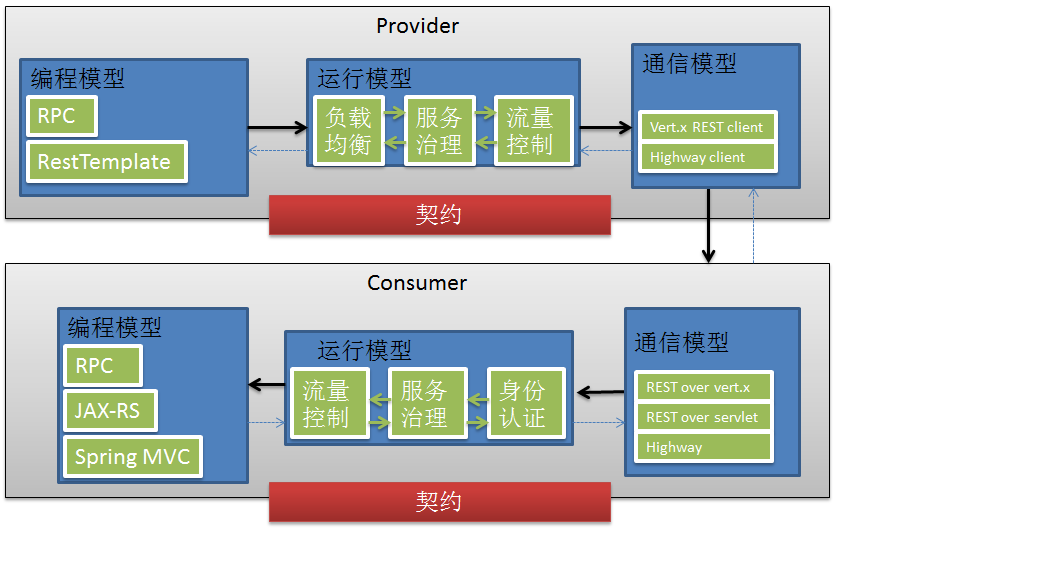 Provider
编程模型
RPC
RestTemplate
运行模型
负载
均衡
服务
治理
流量
控制
通信模型
Vert.x REST client
Highway client
契约
Consumer
编程模型
RPC
JAX-RS
Spring MVC
运行模型
流量
控制
服务
治理
身份
认证
通信模型
REST over vert.x
REST over servlet
Highway
契约